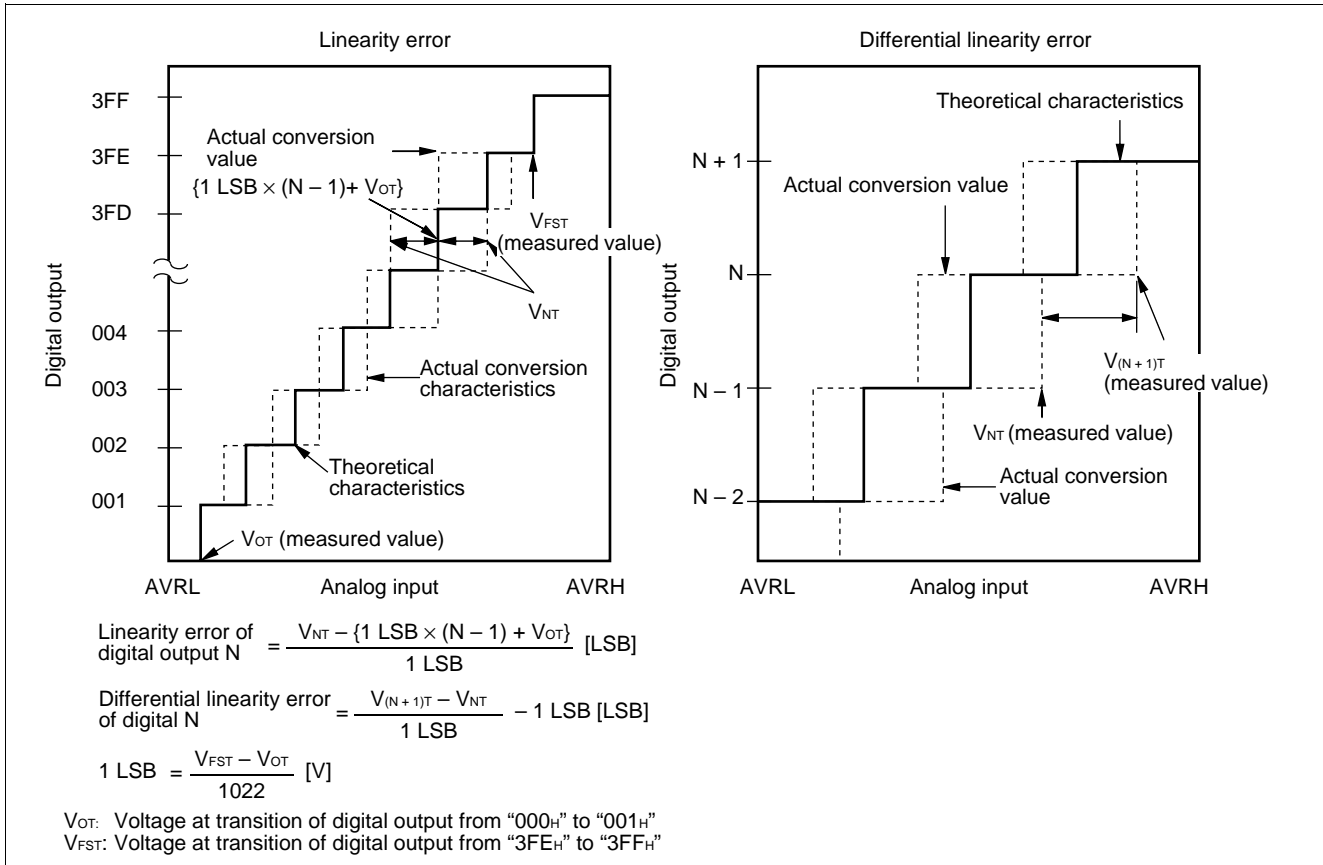 Linearity error
Digital output
3FF
3FE
3FD
004
003
002
001
Actual conversion
value
{1 LSB × (N – 1)+ VOT}
VFST
(measured value)
VNT
Actual conversion
characteristics
Theoretical
characteristics
VOT (measured value)
AVRL
Analog input
AVRH
Differential linearity error
Digital output
N + 1
N
N – 1
N – 2
Theoretical characteristics
Actual conversion value
V(N + 1)T
(measured value)
VNT (measured value)
Actual conversion
value
AVRL
Analog input
AVRH
Linearity error of
digital output N
= VNT – {1 LSB × (N – 1) + VOT}
1 LSB
[LSB]
Differential linearity error
of digital N
= V(N + 1)T – VNT
1 LSB
– 1 LSB [LSB]
1 LSB = VFST – VOT
1022
[V]
VOT: Voltage at transition of digital output from “000H” to “001H”
VFST: Voltage at transition of digital output from “3FEH” to “3FFH”